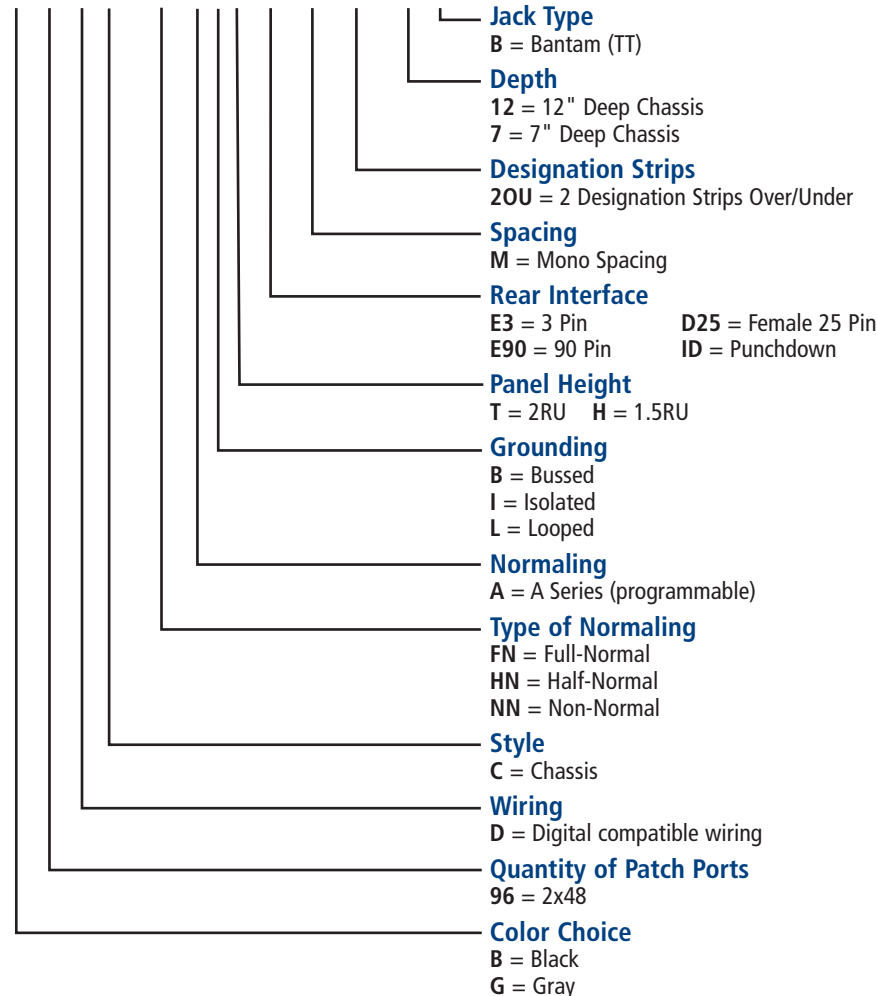 Jack Type
B = Bantam (TT)
Depth
12 = 12" Deep Chassis
7 = 7" Deep Chassis
Designation Strips
2OU = 2 Designation Strips Over/Under
Spacing
M = Mono Spacing
Rear Interface
E3 = 3 Pin D25 = Female 25 Pin
E90 = 90 Pin ID = Punchdown
Panel Height
T = 2RU H = 1.5RU
Grounding
B = Bussed
I = Isolated
L = Looped
Normaling
A = A Series (programmable)
Type of Normaling
FN = Full-Normal
HN = Half-Normal
NN = Non-Normal
Style
C = Chassis
Wiring
D = Digital compatible wiring
Quantity of Patch Ports
96 = 2x48
Color Choice
B = Black
G = Gray